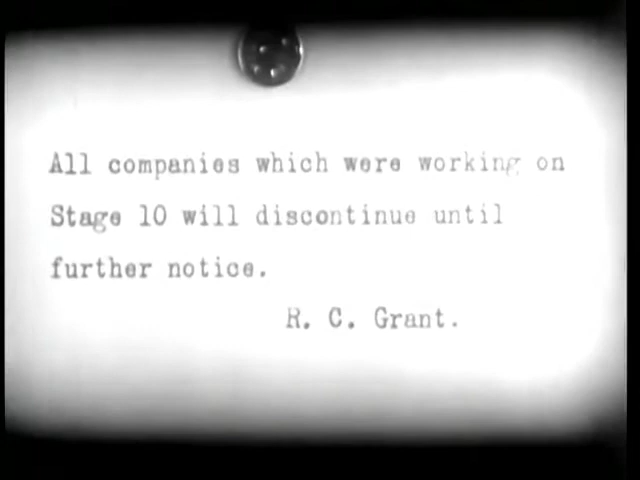 All companies which were working on
Stage 10 will discontinue until
further notice.
R. C. Grant.